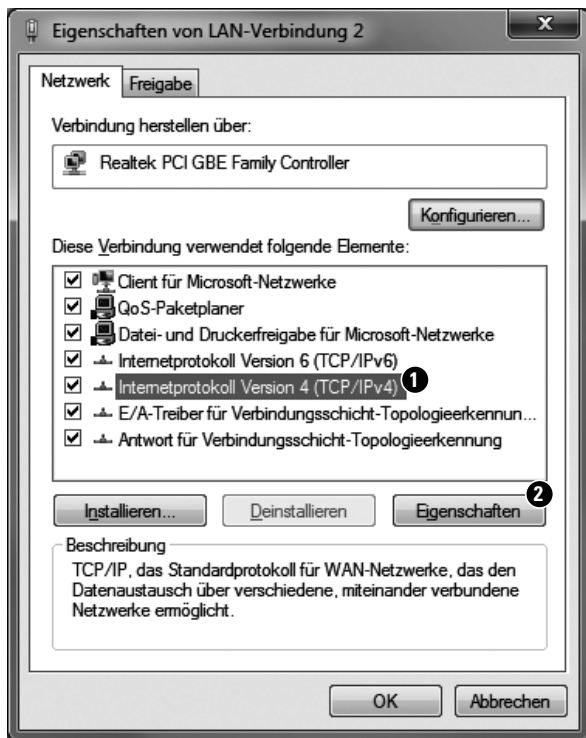 Eigenschaften von LAN-Verbindung 2
X
Netzwerk Freigabe
Verbindung herstellen über:
Realtek PCI GBE Family Controller
Konfigurieren...
Diese Verbindung verwendet folgende Elemente:
Client für Microsoft-Netzwerke
QoS-Paketplaner
Datei- und Druckerfreigabe für Microsoft-Netzwerke
Internetprotokoll Version 6 (TCP/IPv6)
Internetprotokoll Version 4 (TCP/IPv4) 1
E/A-Treiber für Verbindungsschicht-Topologieerkennun...
Antwort für Verbindungsschicht-Topologieerkennung
2
Installieren... Deinstallieren Eigenschaften
Beschreibung
TCP/IP, das Standardprotokoll für WAN-Netzwerke, das den
Datenaustausch über verschiedene, miteinander verbundene
Netzwerke ermöglicht.
OK Abbrechen